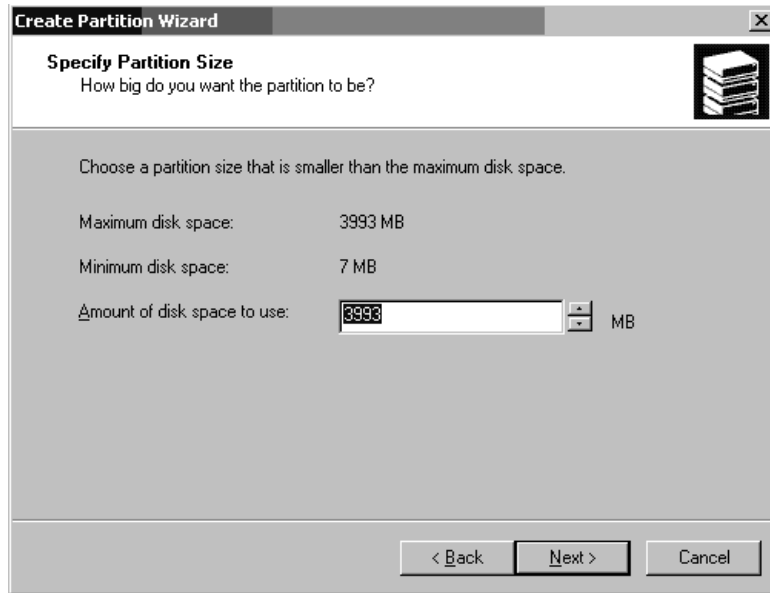 Create Partition Wizard
Specify Partition Size
How big do you want the partition to be?
Choose a partition size that is smaller than the maximum disk space.
Maximum disk space: 3993 MB
Minimum disk space: 7 MB
Amount of disk space to use: 3993 MB
< Back Next > Cancel